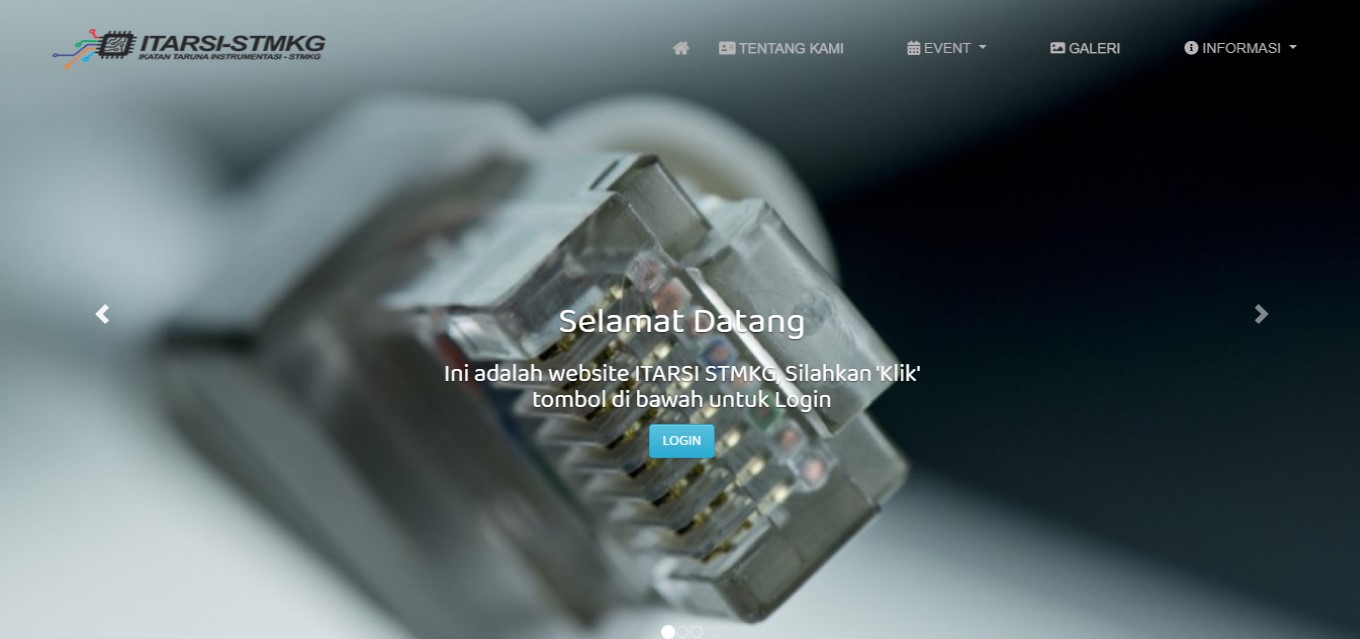 ITARSI-STMKG
IKATAN TARUNA INSTRUMENTASI - STMKG
TENTANG KAMI
EVENT
GALERI
INFORMASI
Selamat Datang
Ini adalah website ITARSI STMKG, Silahkan 'Klik'
tombol di bawah untuk Login
LOGIN